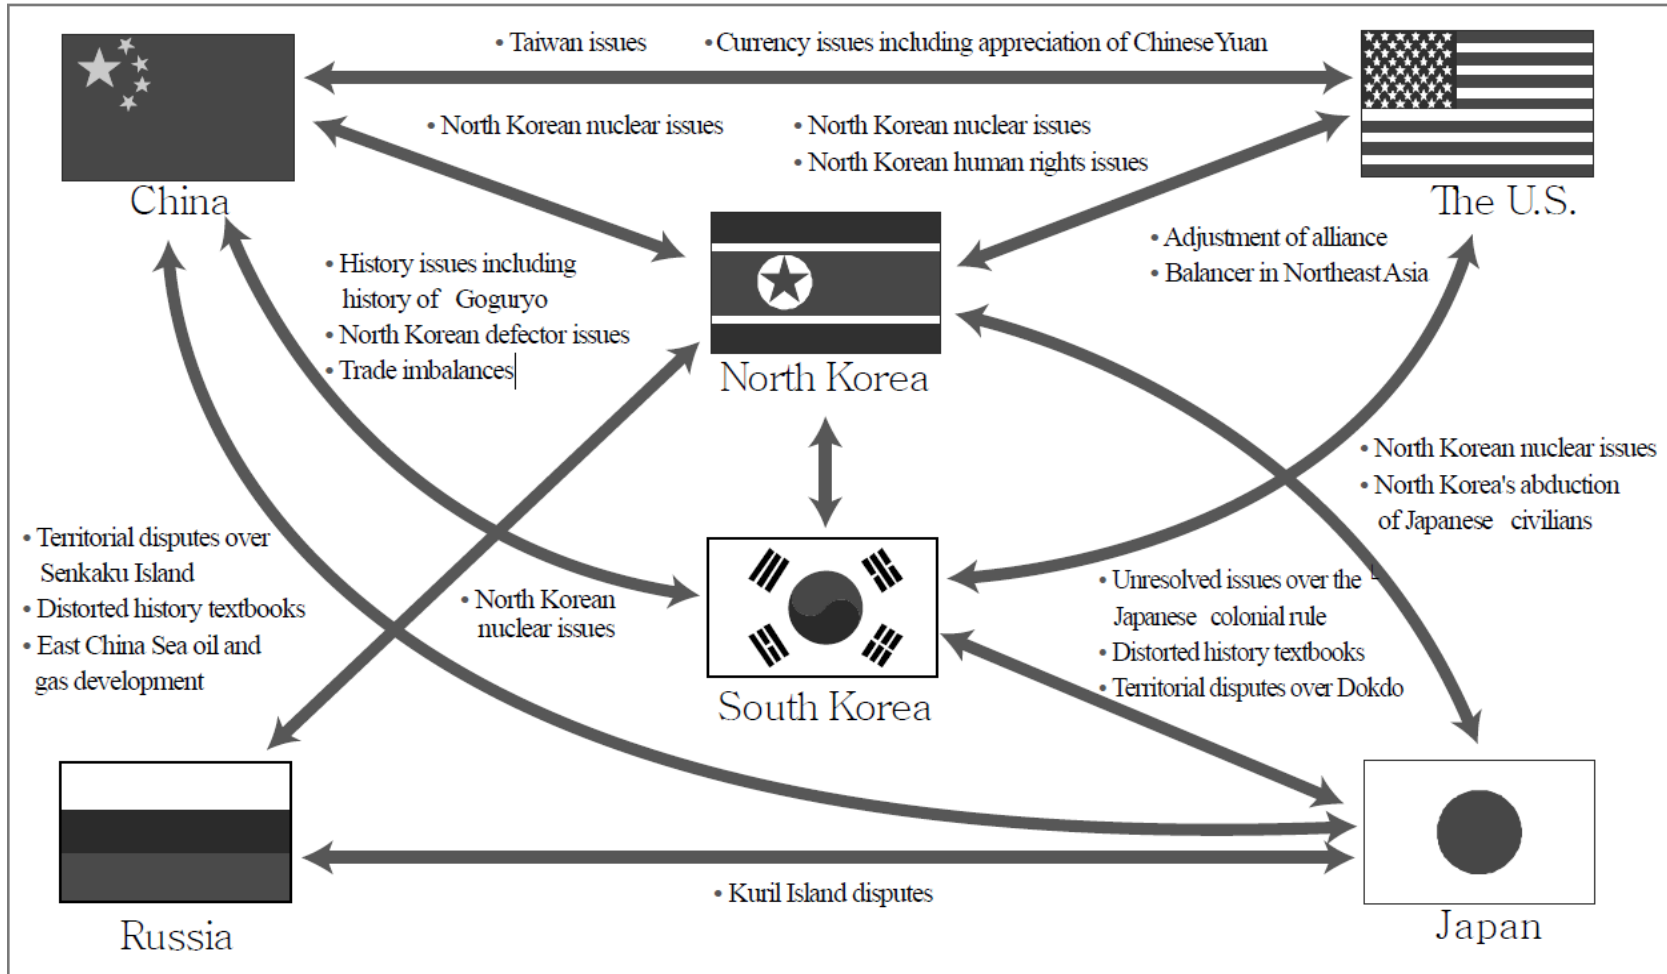 • Taiwan issues
• Currency issues including appreciation of Chinese Yuan
• North Korean nuclear issues
• North Korean nuclear issues
• North Korean human rights issues
China
The U.S.
• Adjustment of alliance
• Balancer in Northeast Asia
• History issues including
history of Goguryo
• North Korean defector issues
• Trade imbalances
North Korea
• North Korean nuclear issues
• North Korea's abduction
of Japanese civilians
• Territorial disputes over
Senkaku Island
• Distorted history textbooks
• East China Sea oil and
gas development
• North Korean
nuclear issues
• Unresolved issues over the
Japanese colonial rule
• Distorted history textbooks
• Territorial disputes over Dokdo
South Korea
• Kuril Island disputes
Russia
Japan